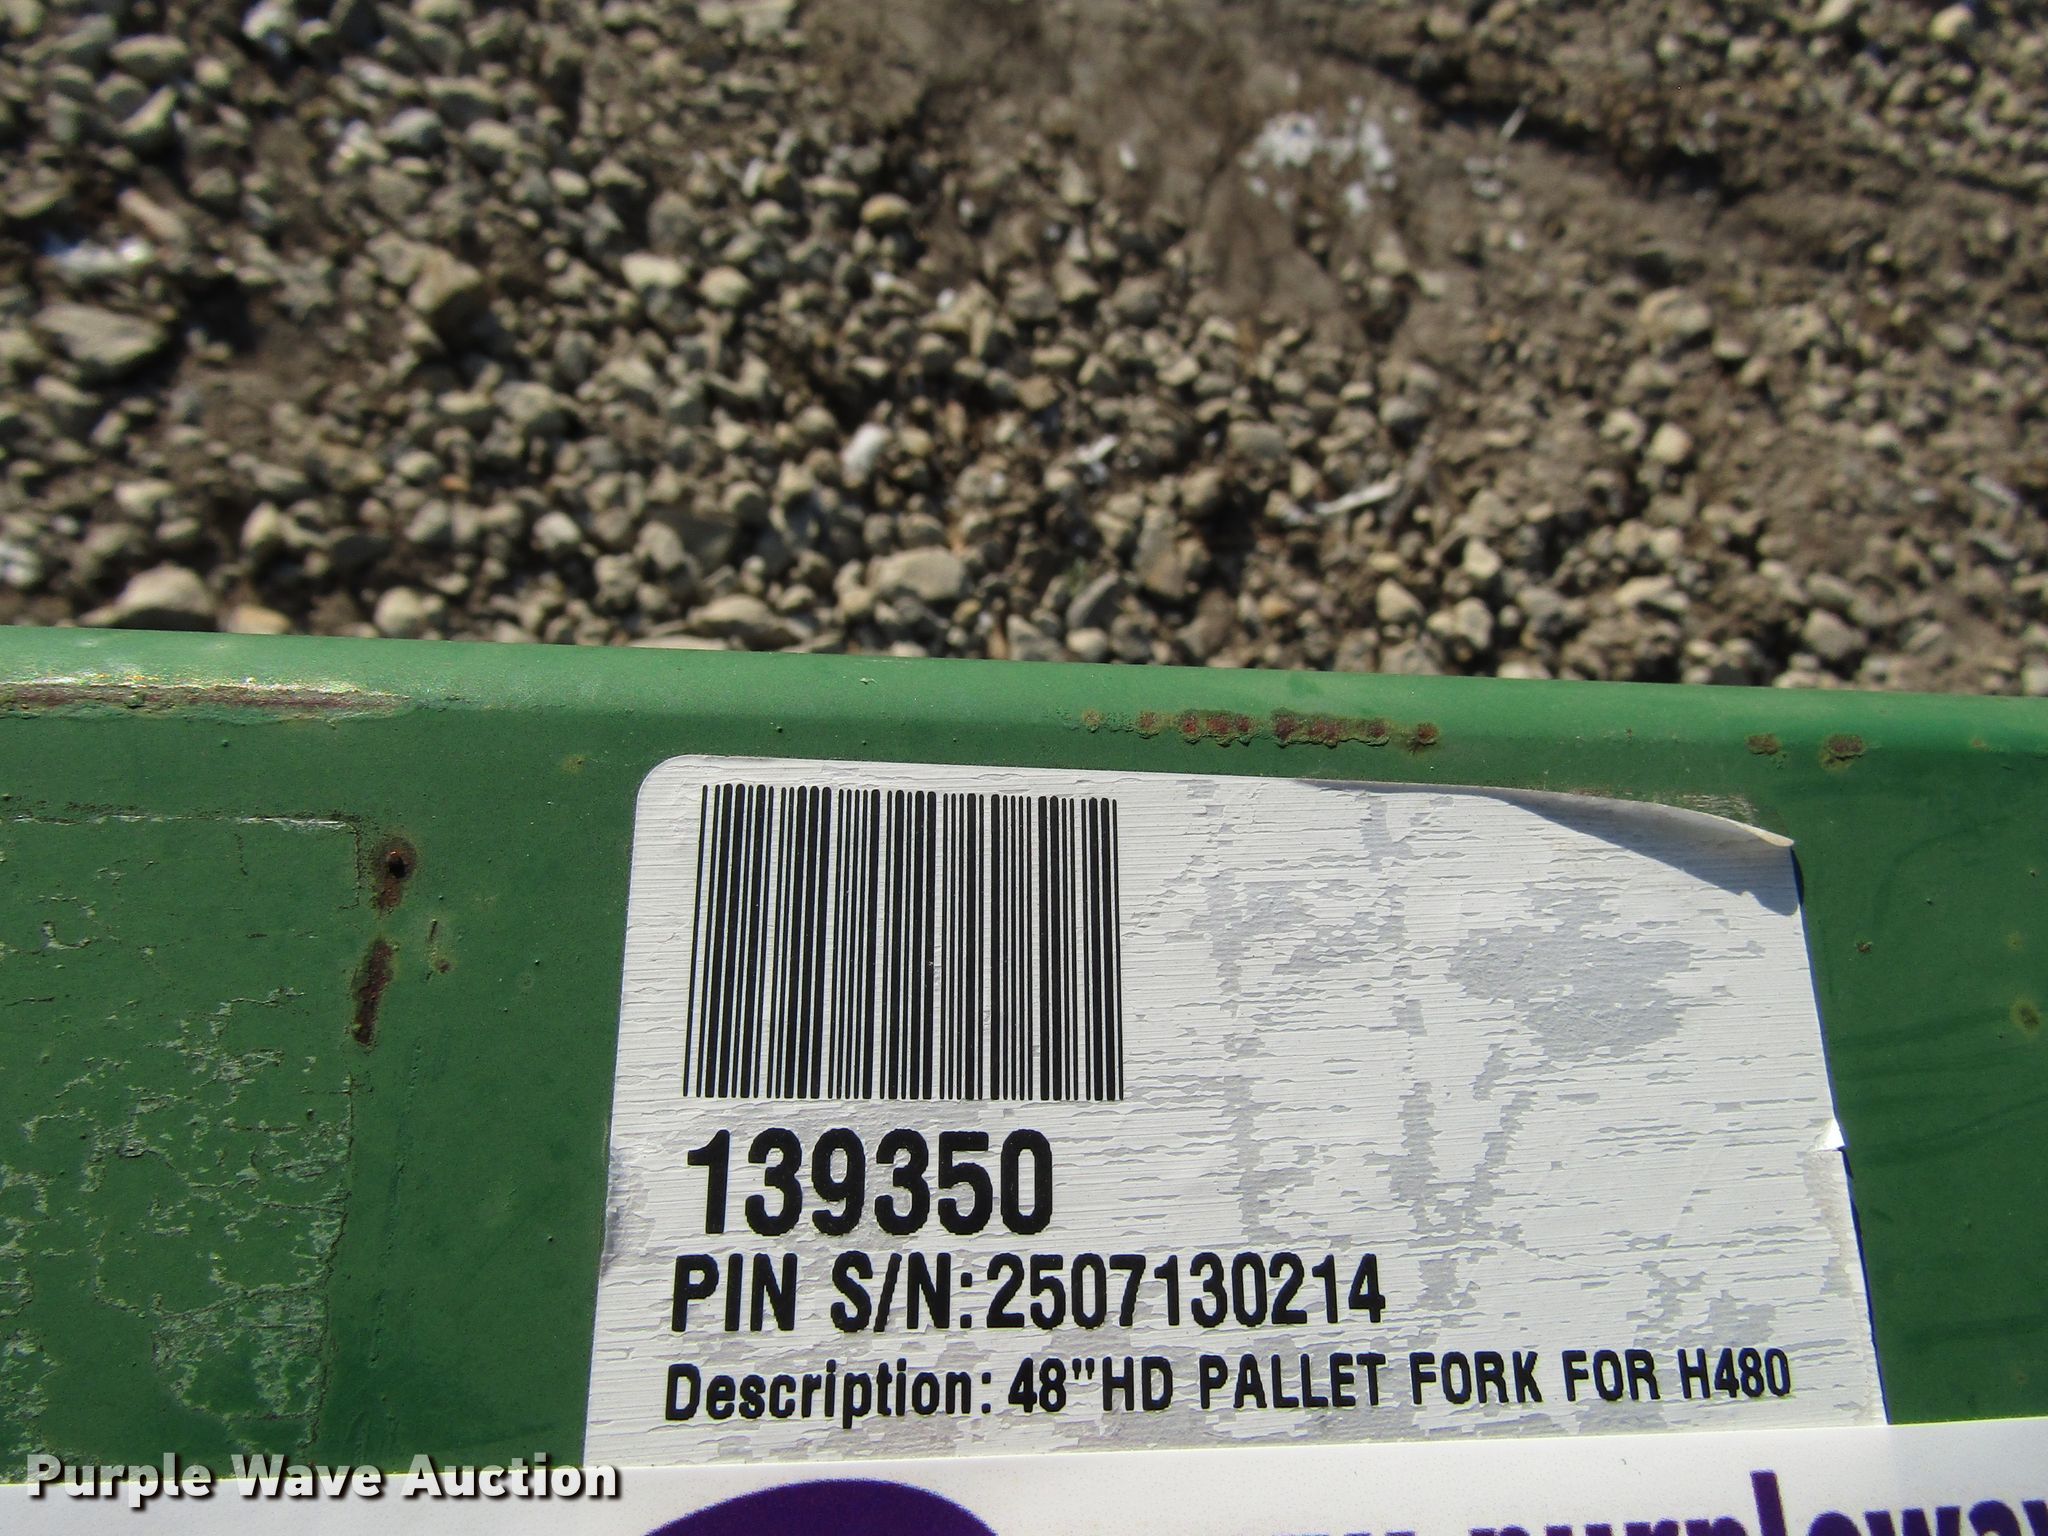 139350
PIN S/N:2507130214
Description: 48"HD PALLET FORK FOR H480
Purple Wave Auction